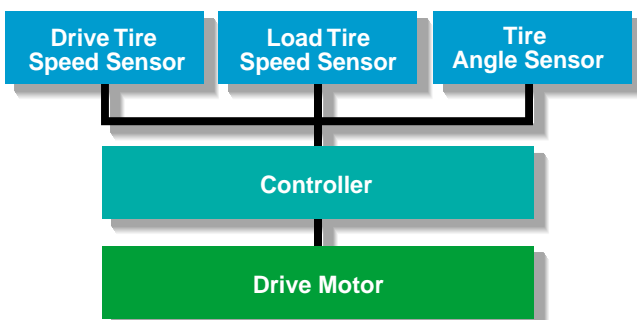 Drive Tire
Speed Sensor
Load Tire
Speed Sensor
Tire
Angle Sensor
Controller
Drive Motor